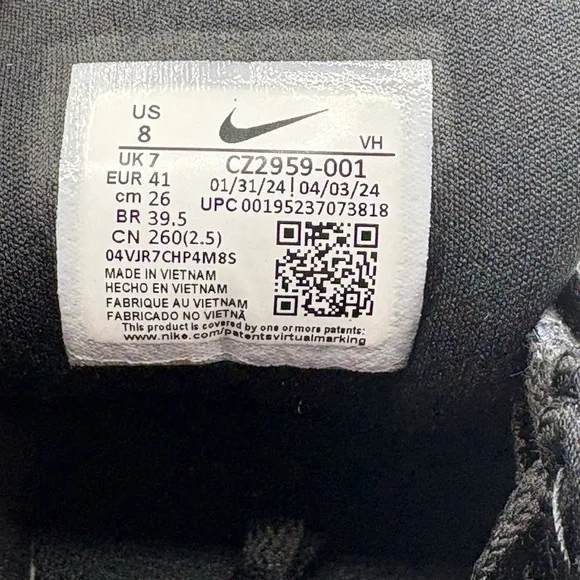 US
8
VH
UK 7
EUR 41
cm 26
BR 39.5
CN 260(2.5)
CZ2959-001
01/31/24 | 04/03/24
UPC 00195237073818
04VJR7CHP4M8S
MADE IN VIETNAM
HECHO EN VIETNAM
FABRIQUE AU VIETNAM
FABRICADO NO VIETNÃ
This product is covered by one or more patents:
www.nike.com/patentsvirtualmarking